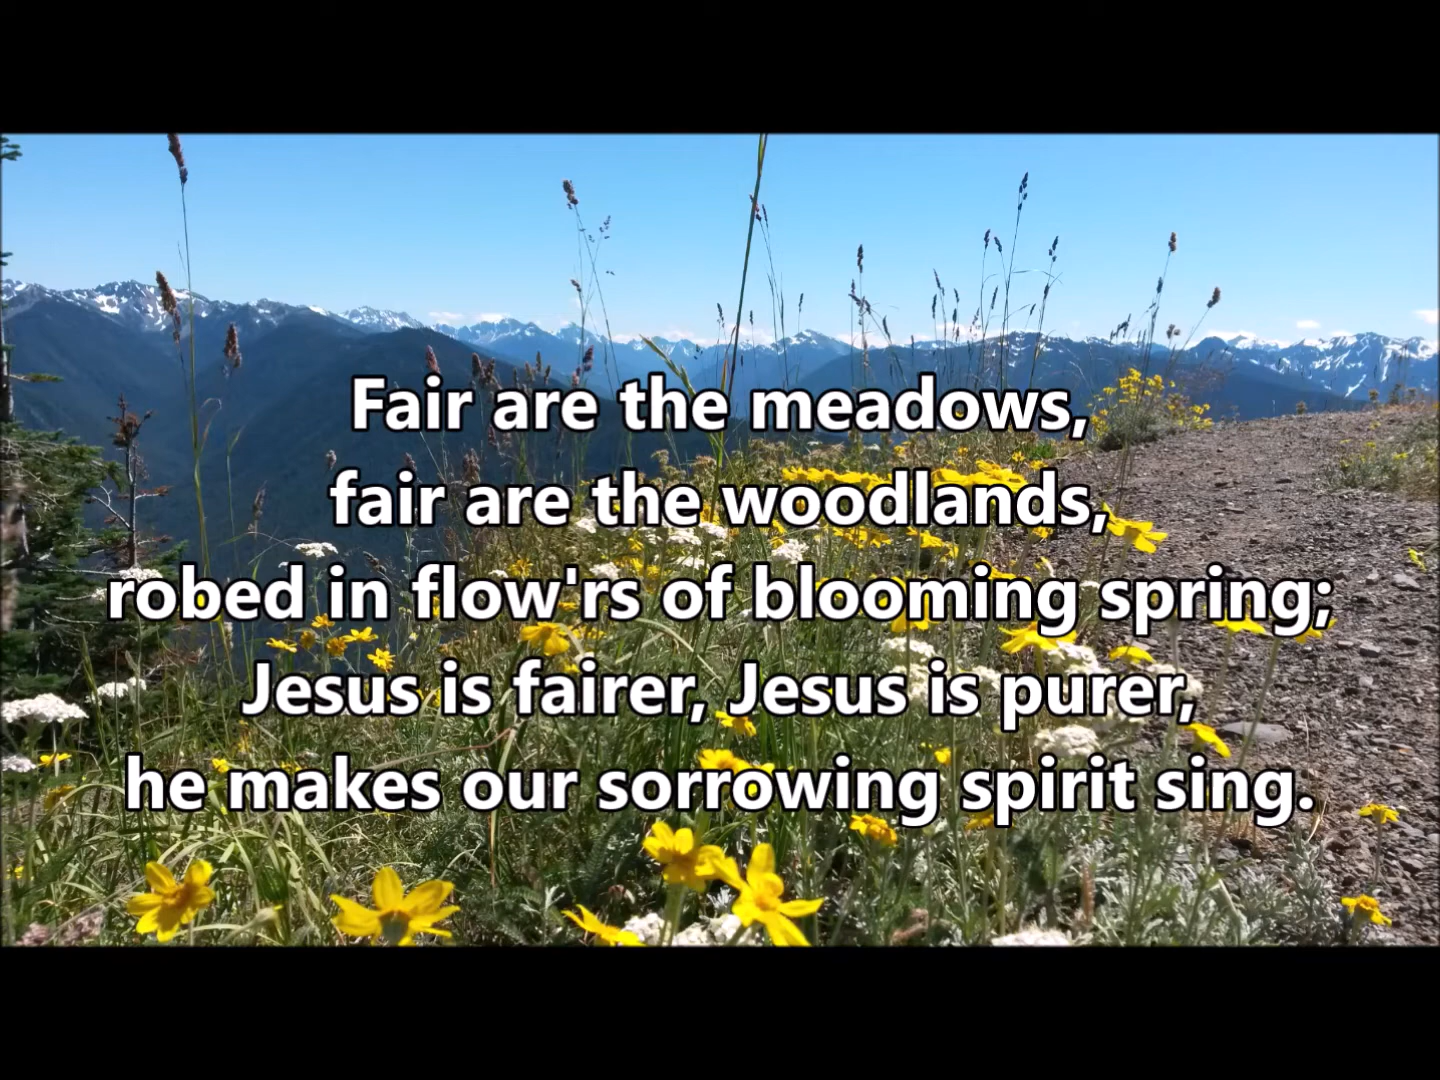 Fair are the meadows,
fair are the woodlands,
robed in flow'rs of blooming spring;
Jesus is fairer, Jesus is purer,
he makes our sorrowing spirit sing.